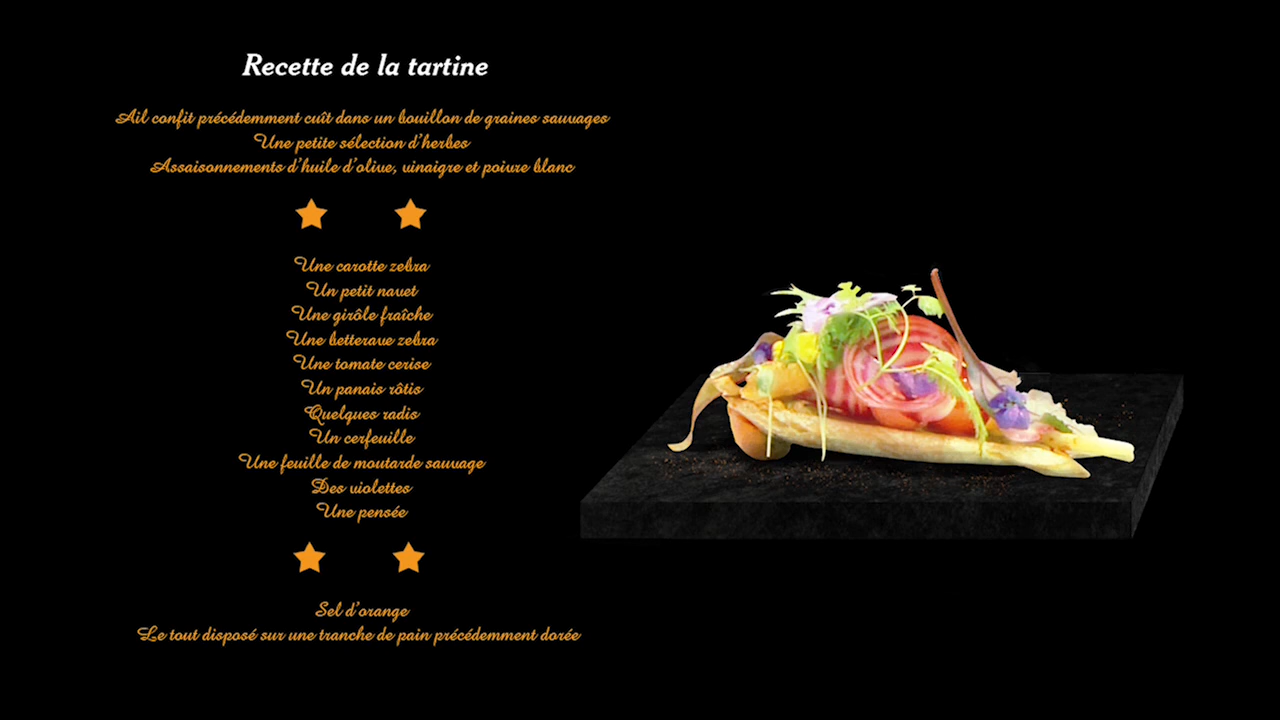 Recette de la tartine
Ail confit précédemment cuît dans un bouillon de graines sauvages
Une petite sélection d'herbes
Assaisonnements d'huile d'olive, vinaigre et poivre blanc
Une carotte zebra
Un petit navet
Une girôle fraîche
Une betterave zebra
Une tomate cerise
Un panais rôtis
Quelques radis
Un cerfeuille
Une feuille de moutarde sauvage
Des violettes
Une pensée
Sel d'orange
Le tout disposé sur une tranche de pain précédemment dorée